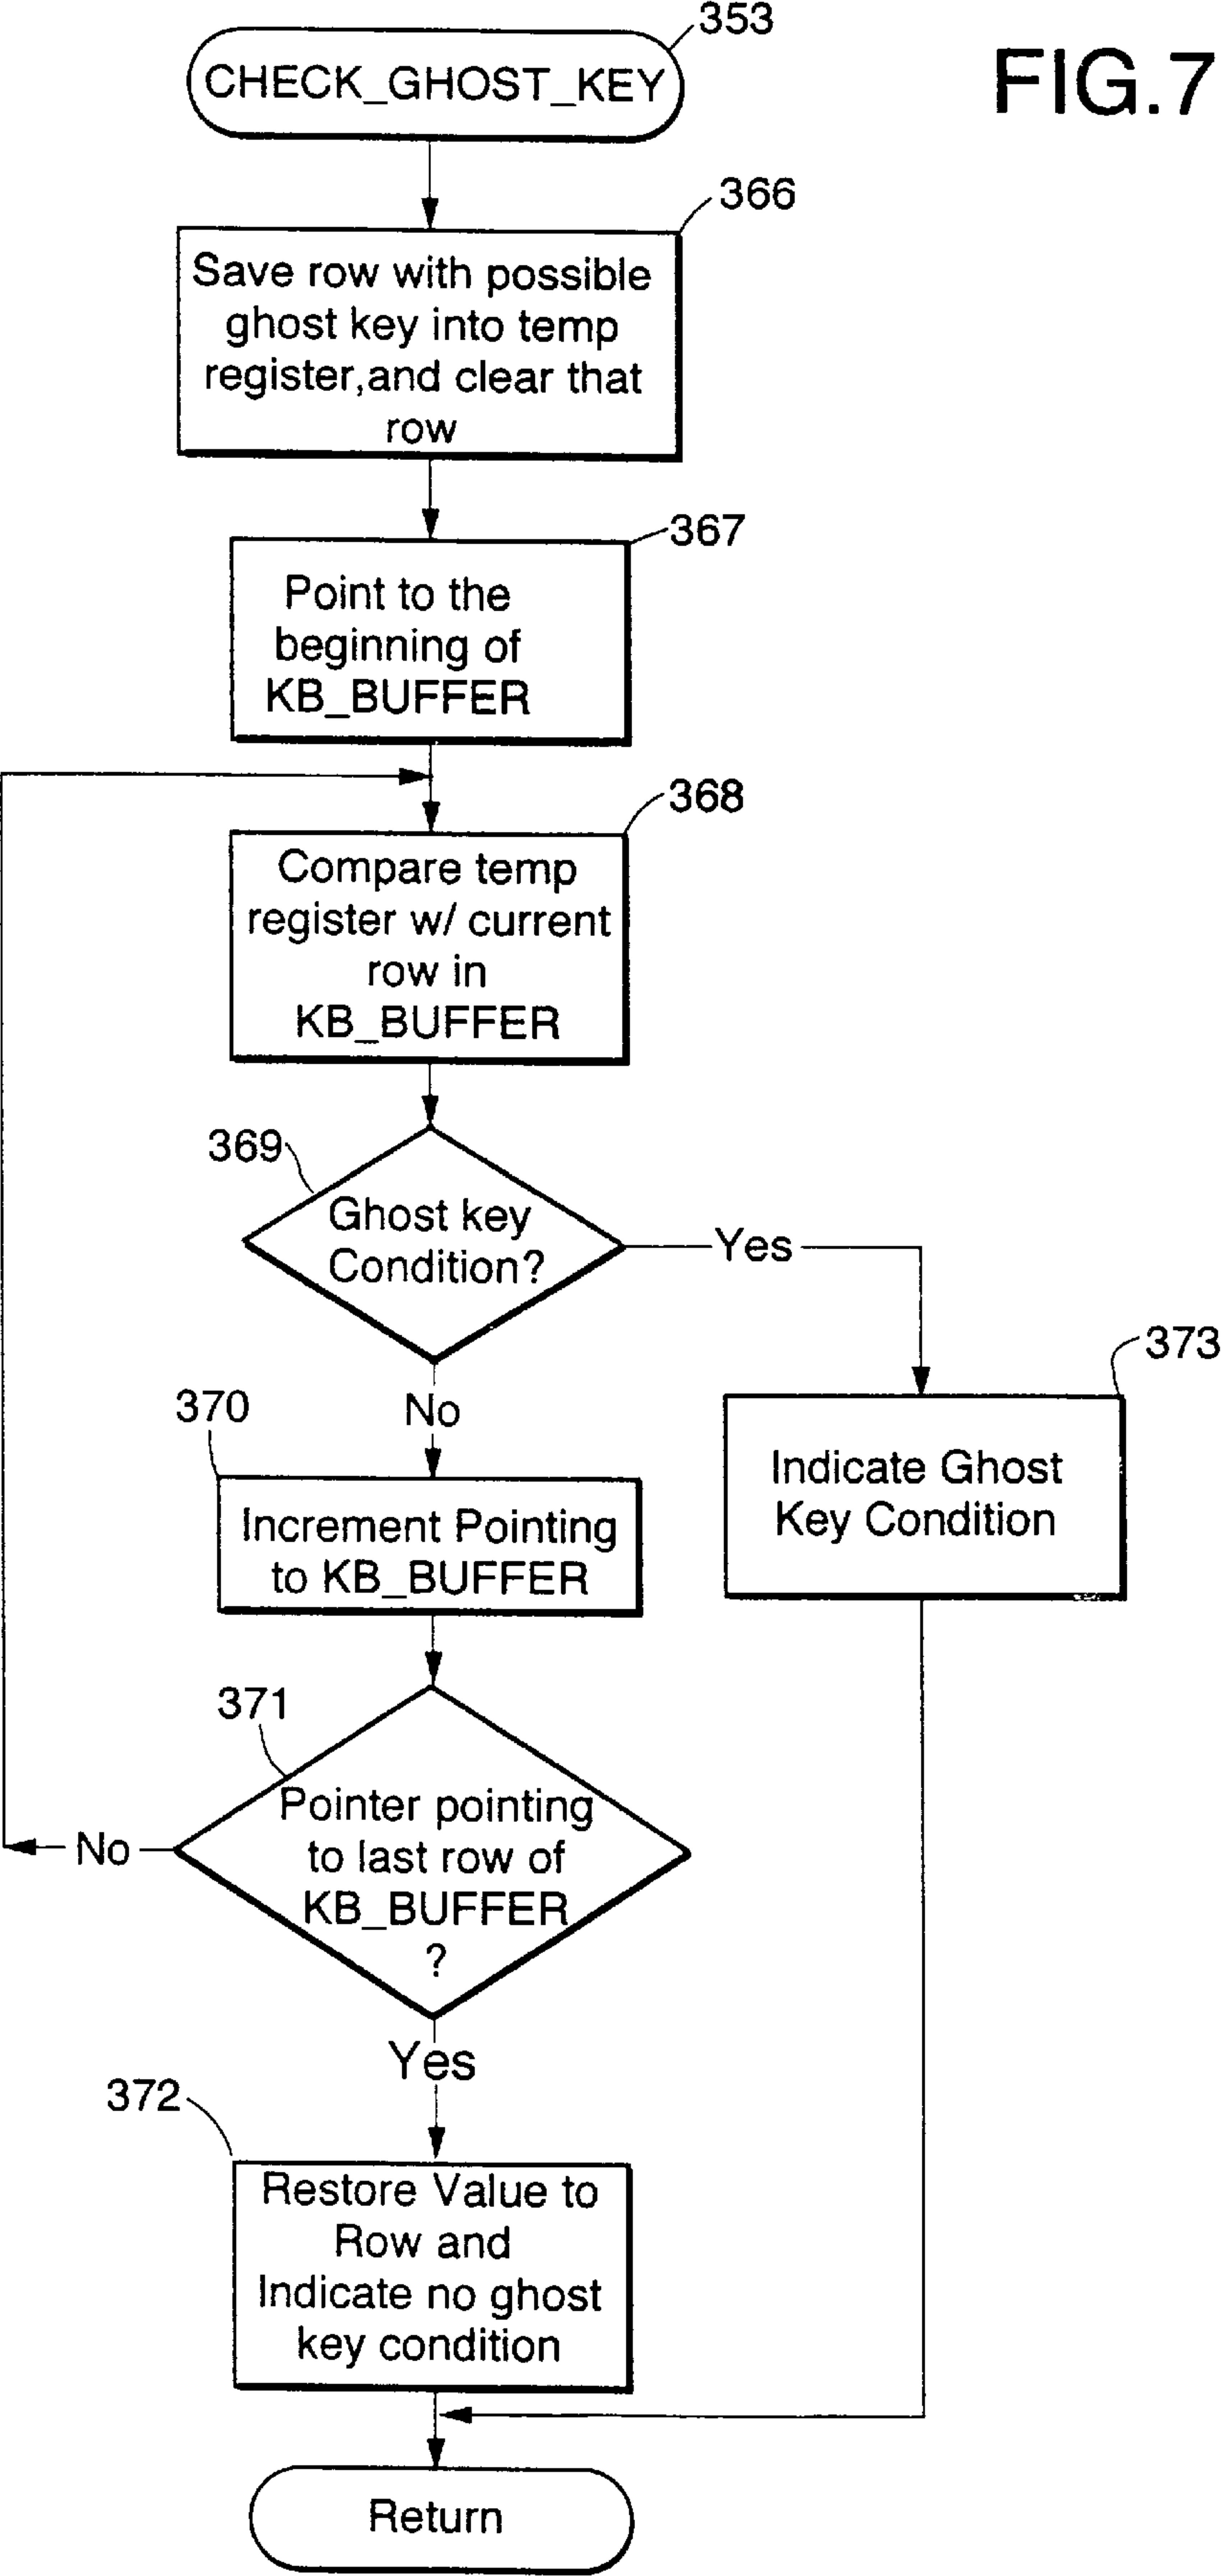 353
FIG.7
CHECK_GHOST_KEY
366
Save row with possible
ghost key into temp
register,and clear that
row
367
Point to the
beginning of
KB_BUFFER
368
Compare temp
register w/ current
row in
KB_BUFFER
369
Ghost key
Condition?
Yes
373
No
370
Indicate Ghost
Key Condition
Increment Pointing
to KB_BUFFER
371
Pointer pointing
to last row of
KB_BUFFER
?
No
Yes
372
Restore Value to
Row and
Indicate no ghost
key condition
Return